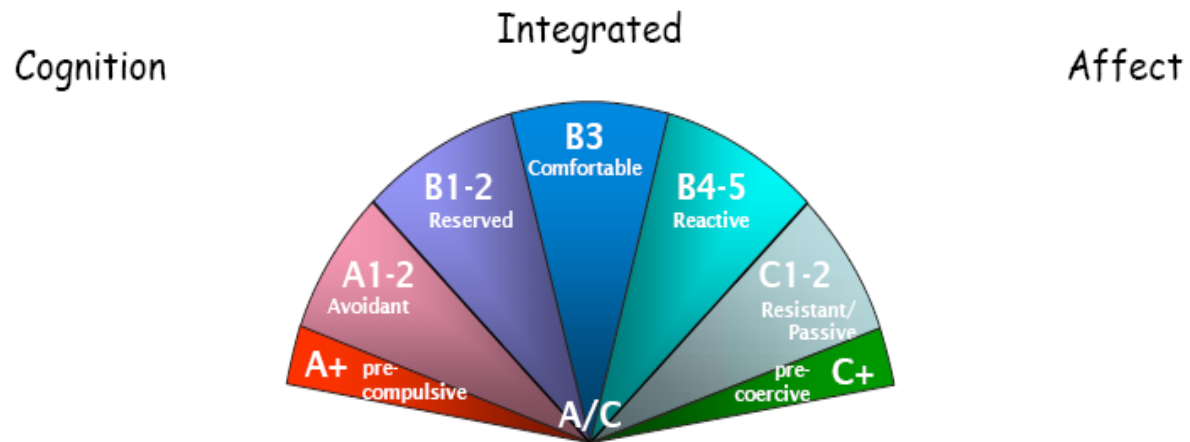 Integrated
Cognition
Affect
B3
Comfortable
B1-2
Reserved
B4-5
Reactive
A1-2
Avoidant
C1-2
Resistant/
Passive
A+ pre-
compulsive
pre- C+
coercive
A/C